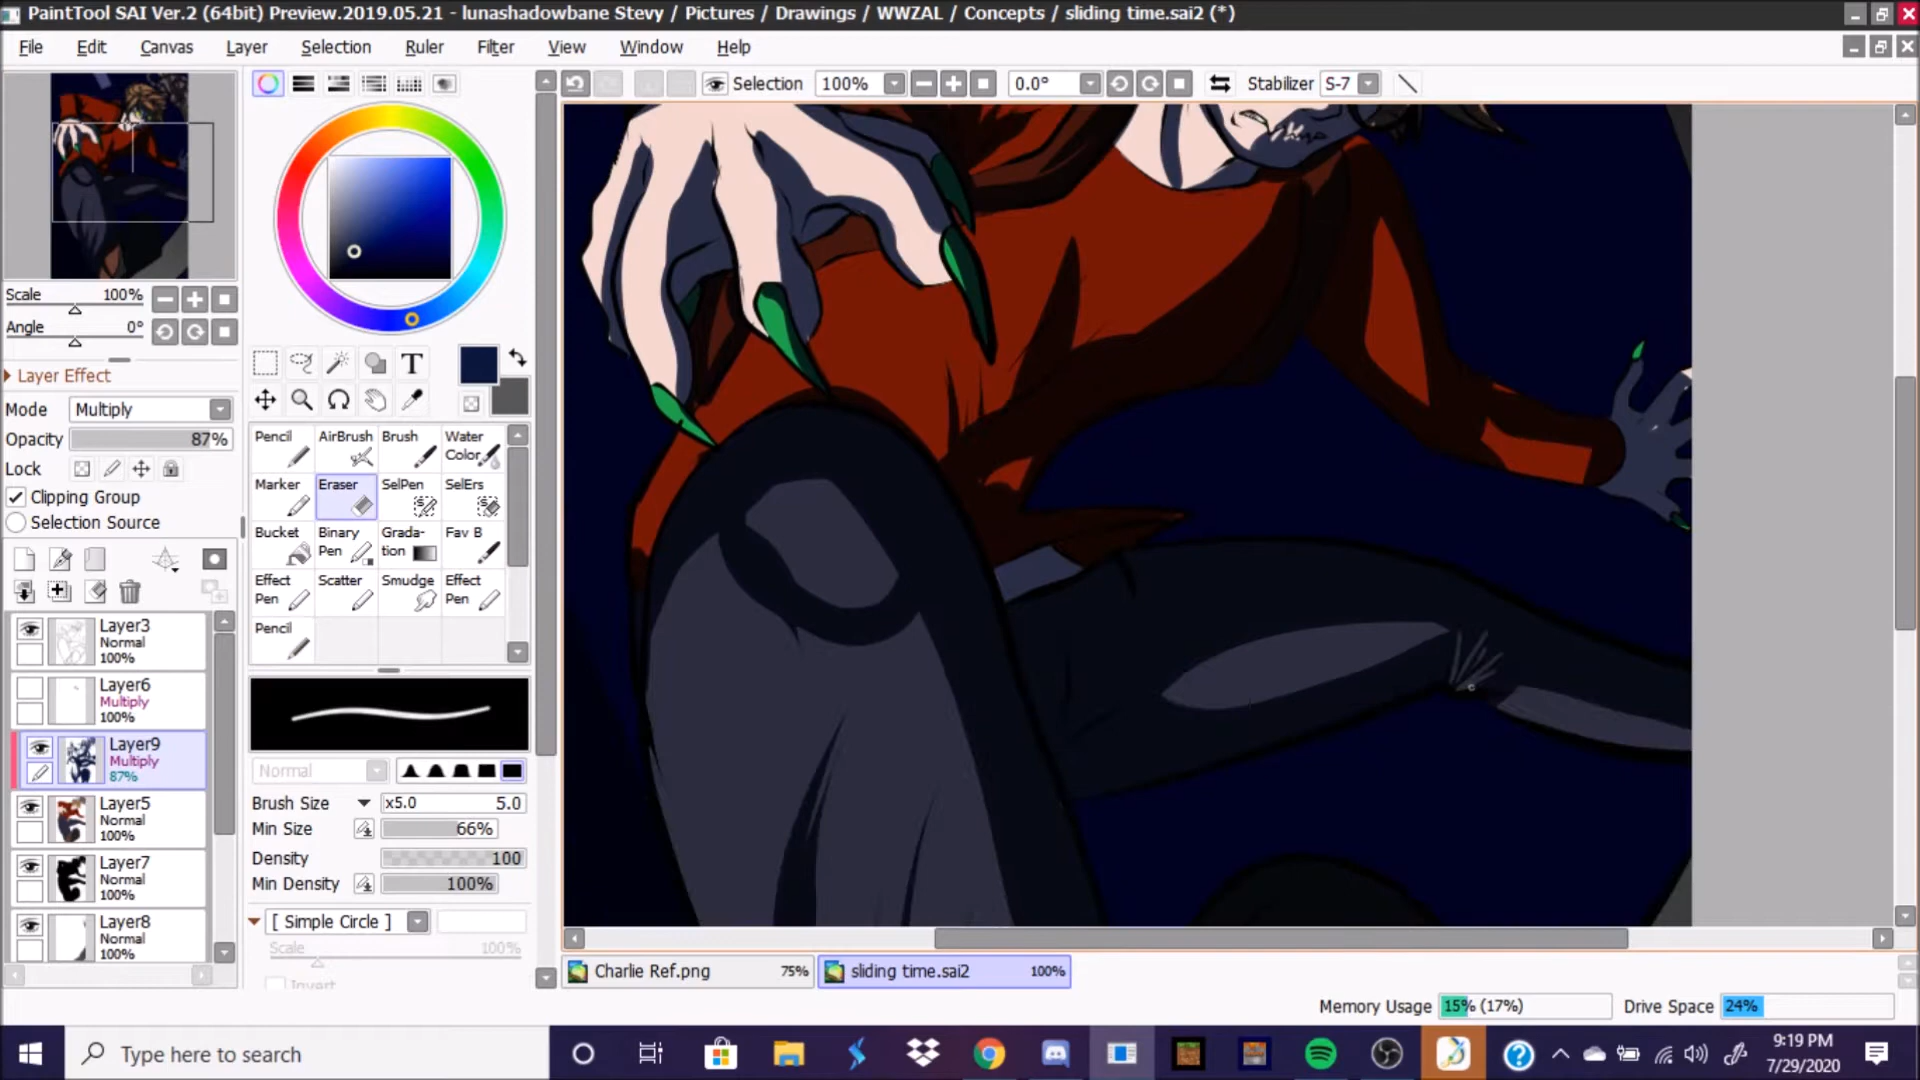 PaintTool SAI Ver.2 (64bit) Preview.2019.05.21 - lunashadowbane Stevy / Pictures / Drawings / WWZAL / Concepts / sliding time.sai2 (*)
File Edit Canvas Layer Selection Ruler Filter View Window Help
Selection 100% 0.0° Stabilizer S-7
Scale 100%
Angle 0°
Layer Effect
Mode Multiply
Opacity 87%
Lock
Clipping Group
Selection Source
Layer3
Normal
100%
Layer6
Multiply
100%
Layer9
Multiply
87%
Layer5
Normal
100%
Layer7
Normal
100%
Layer8
Normal
100%
T
Pencil AirBrush Brush Water Color
Marker Eraser SelPen SelErs
Bucket Binary Pen Grada-tion Fav B
Effect Pen Scatter Smudge Effect Pen
Pencil
Normal
Brush Size x5.0 5.0
Min Size 66%
Density 100
Min Density 100%
[ Simple Circle ]
Scale 100%
Invert
Charlie Ref.png 75% sliding time.sai2 100%
Memory Usage 15% (17%) Drive Space 24%
Type here to search
9:19 PM
7/29/2020